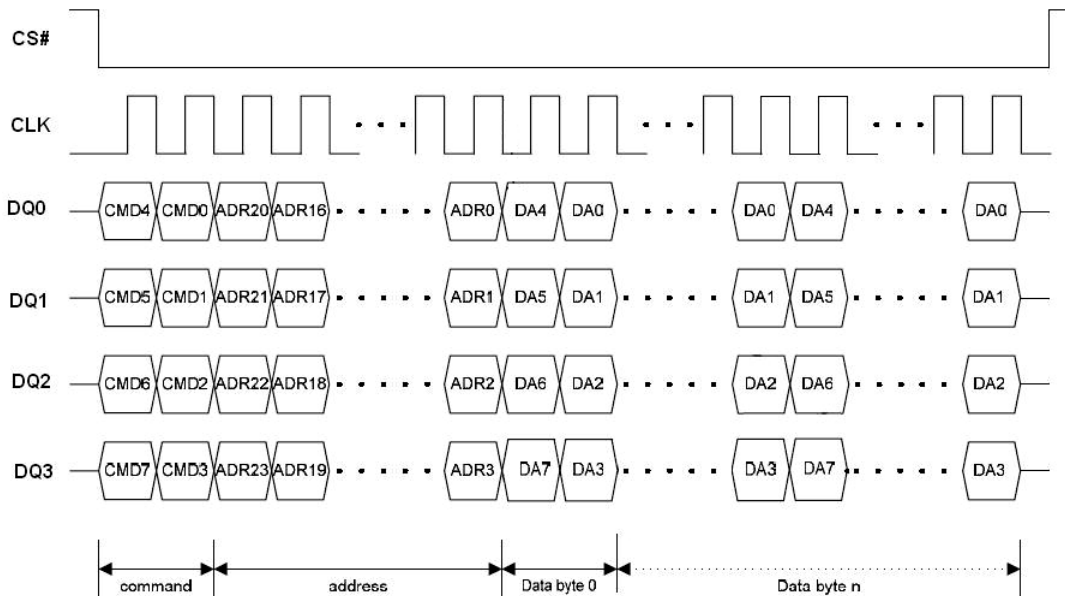 CS#
CLK
DQ0 CMD4 CMD0 ADR20 ADR16 ADR0 DA4 DA0 DA0 DA4 DA0
DQ1 CMD5 CMD1 ADR21 ADR17 ADR1 DA5 DA1 DA1 DA5 DA1
DQ2 CMD6 CMD2 ADR22 ADR18 ADR2 DA6 DA2 DA2 DA6 DA2
DQ3 CMD7 CMD3 ADR23 ADR19 ADR3 DA7 DA3 DA3 DA7 DA3
command address Data byte 0 Data byte n